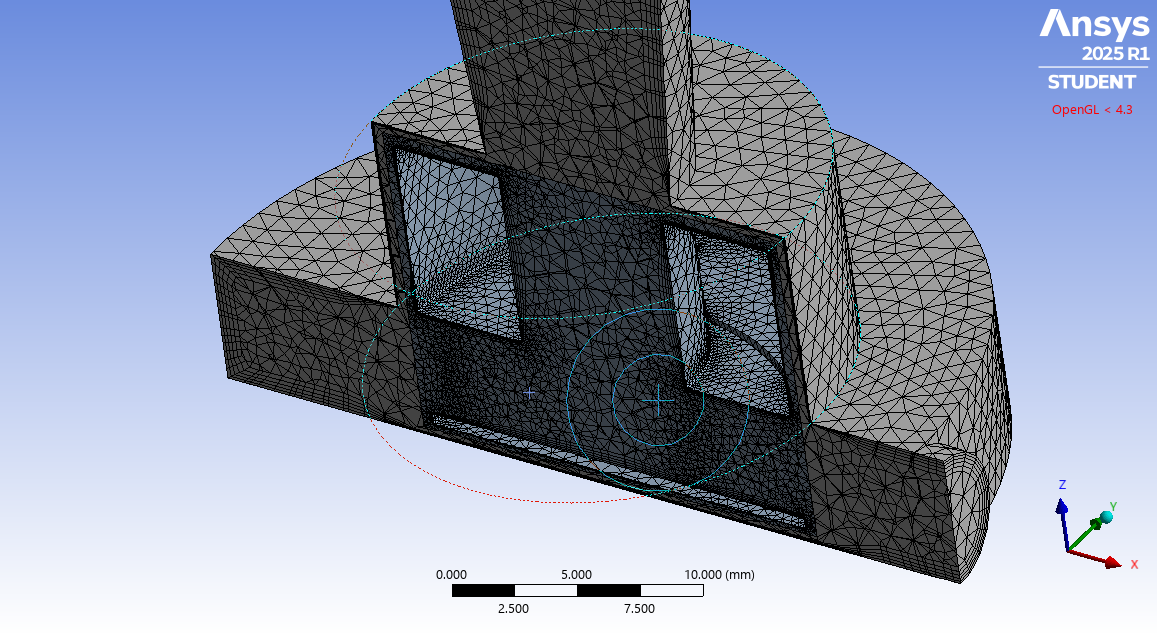 Ansys
2025 R1
STUDENT
OpenGL < 4.3
Z
Y
X
0.000 5.000 10.000 (mm)
2.500 7.500